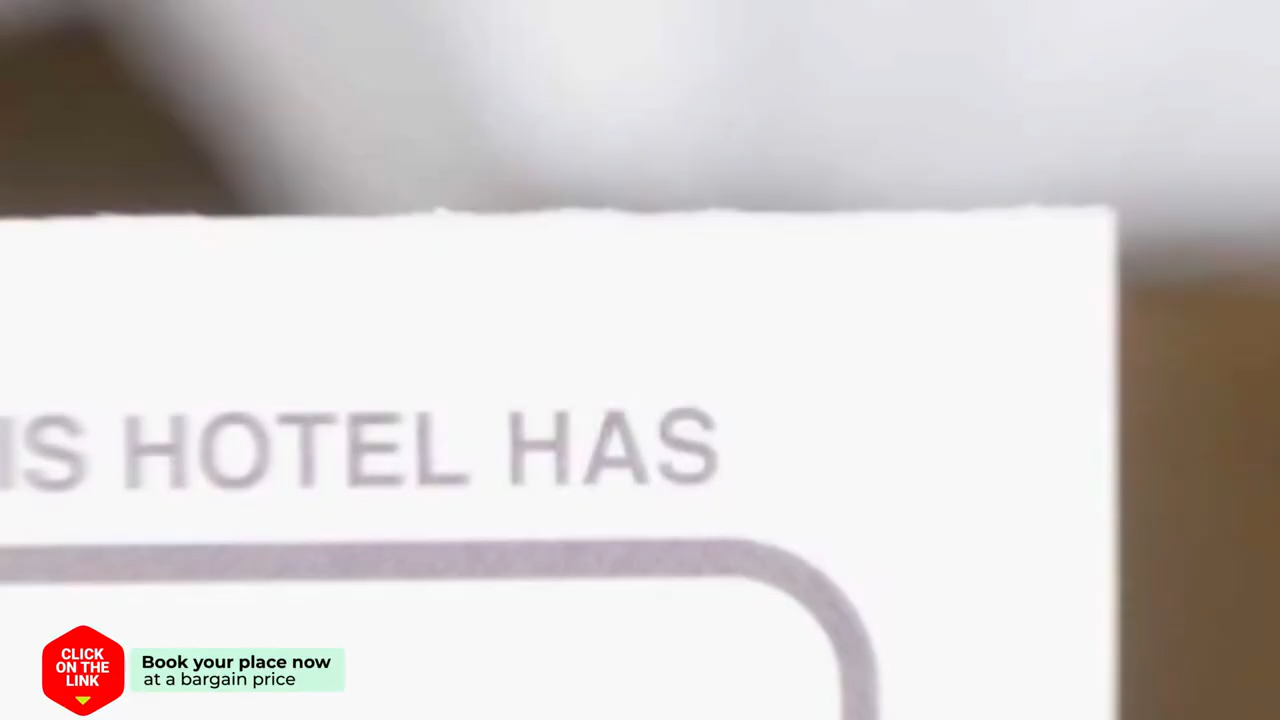 IS HOTEL HAS
CLICK
ON THE
LINK
Book your place now
at a bargain price